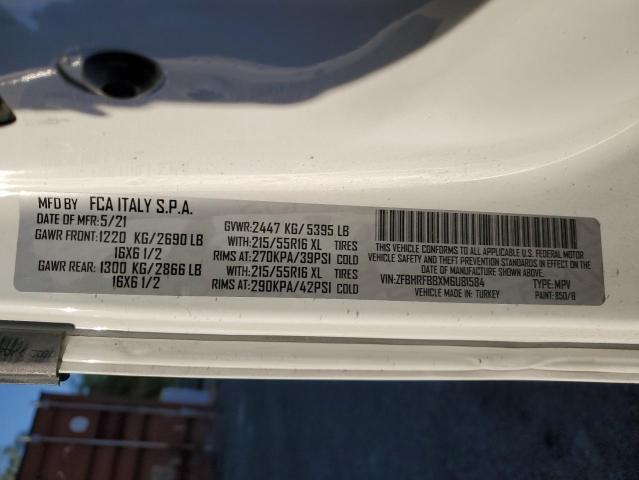 MFD BY FCA ITALY S.P.A.
DATE OF MFR: 5/21
GAWR FRONT: 1220 KG/2690 LB
16X6 1/2
GAWR REAR: 1300 KG/2866 LB
16X6 1/2
GVWR: 2447 KG/5395 LB
WITH: 215/55R16 XL TIRES
RIMS AT: 270KPA/39PSI COLD
WITH: 215/55R16 XL TIRES
RIMS AT: 290KPA/42PSI COLD
THIS VEHICLE CONFORMS TO ALL APPLICABLE U.S. FEDERAL MOTOR
VEHICLE SAFETY STANDARDS IN EFFECT ON THE DATE OF
MANUFACTURE SHOWN ABOVE.
VIN: ZFBHRFBBXM6U81584 TYPE: MPV
VEHICLE MADE IN: TURKEY PAINT: 850/B